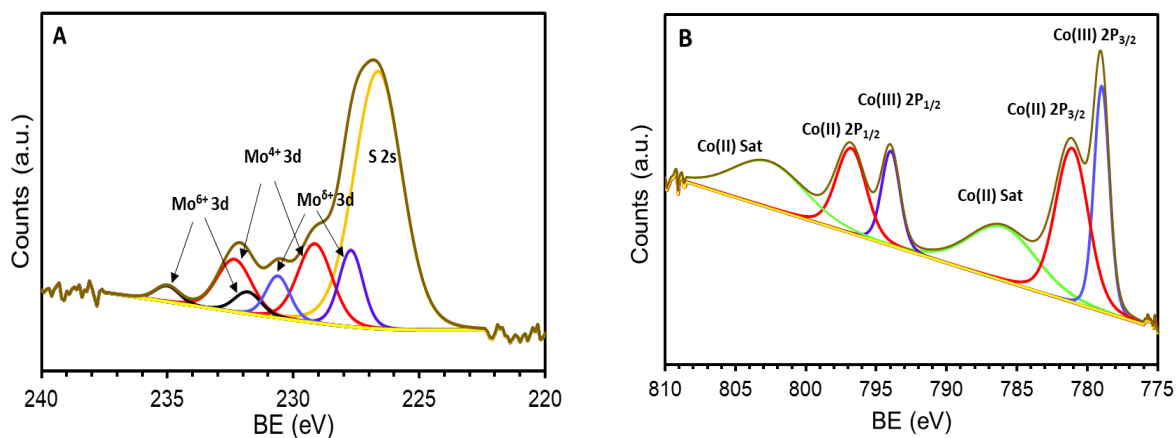 A
Counts (a.u.)
S 2s
Mo⁴⁺ 3d
Mo⁶⁺ 3d
Mo^δ+ 3d
240 235 230 225 220
BE (eV)
B
Counts (a.u.)
Co(III) 2P₃/₂
Co(III) 2P₁/₂
Co(II) 2P₃/₂
Co(II) 2P₁/₂
Co(II) Sat
Co(II) Sat
810 805 800 794 790 785 780 775
BE (eV)